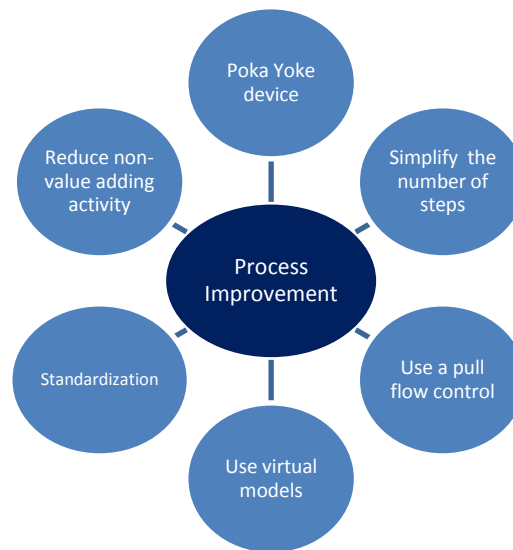 Poka Yoke
device
Simplify  the
number of
steps
Use a pull
flow control
Use virtual
models
Standardization
Reduce non-
value adding
activity
Process
Improvement